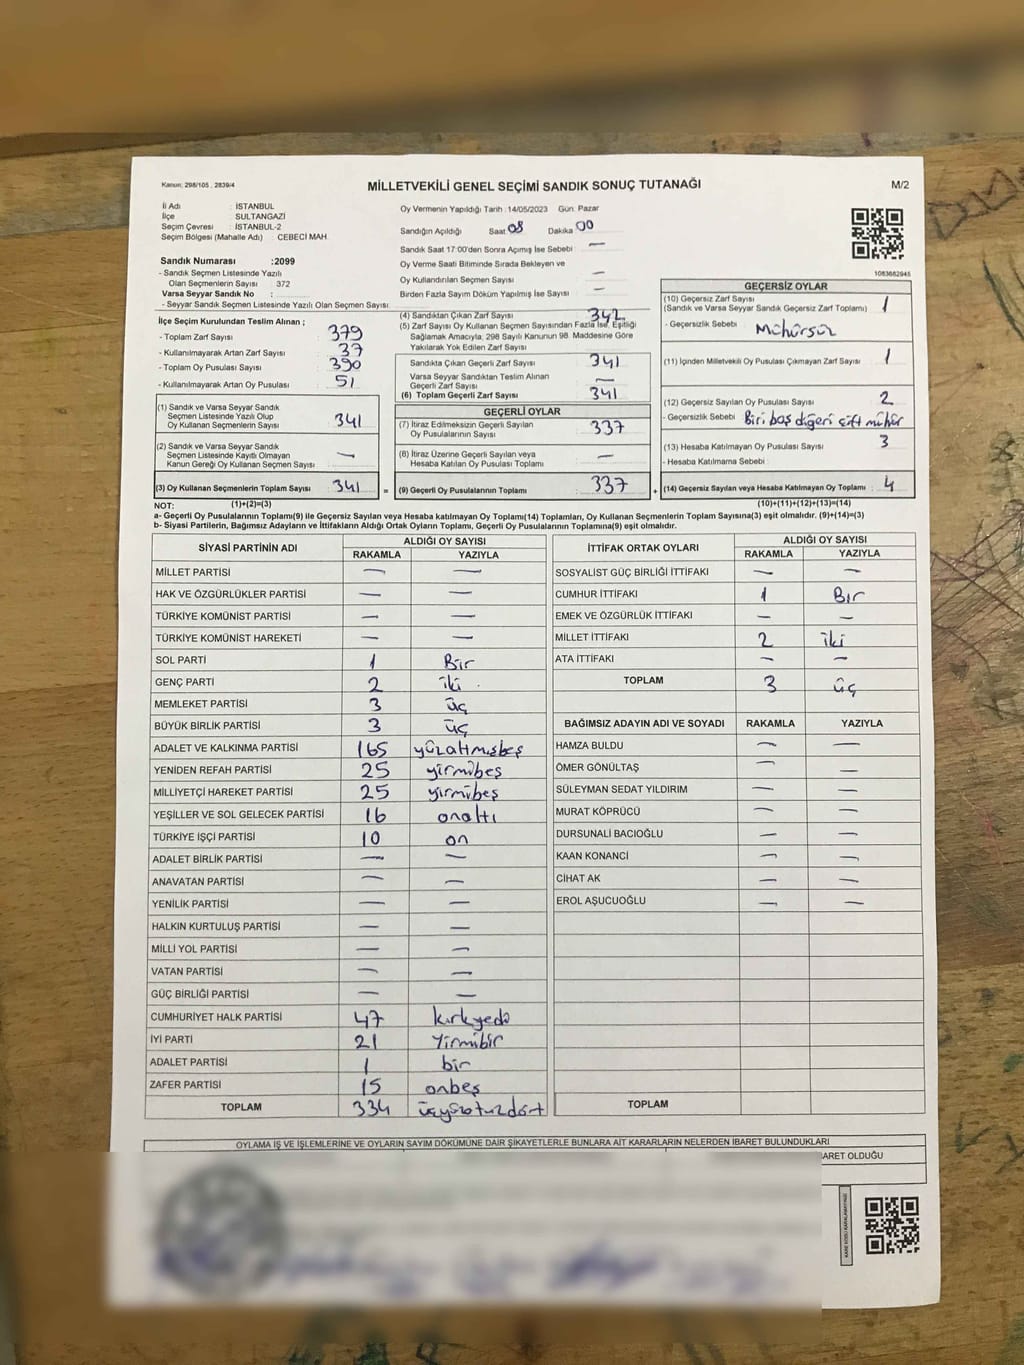 Kanun: 298/105 , 2839/4
MİLLETVEKİLİ GENEL SEÇİMİ SANDIK SONUÇ TUTANAĞI
M/2
İl Adı : İSTANBUL
İlçe : SULTANGAZİ
Seçim Çevresi : İSTANBUL-2
Seçim Bölgesi (Mahalle Adı) : CEBECİ MAH.
Sandık Numarası :2099
- Sandık Seçmen Listesinde Yazılı
Olan Seçmenlerin Sayısı : 372
Varsa Seyyar Sandık No :
- Seyyar Sandık Seçmen Listesinde Yazılı Olan Seçmen Sayısı:
Oy Vermenin Yapıldığı Tarih : 14/05/2023 Gün: Pazar
Sandığın Açıldığı Saat 08 Dakika 00
Sandık Saat 17:00'den Sonra Açılmış İse Sebebi : —
Oy Verme Saati Bitiminde Sırada Bekleyen ve
Oy Kullandırılan Seçmen Sayısı : —
Birden Fazla Sayım Döküm Yapılmış İse Sayısı : —
1083682945
İlçe Seçim Kurulundan Teslim Alınan ;
- Toplam Zarf Sayısı : 379
- Kullanılmayarak Artan Zarf Sayısı : 37
- Toplam Oy Pusulası Sayısı : 390
- Kullanılmayarak Artan Oy Pusulası : 51
(1) Sandık ve Varsa Seyyar Sandık
Seçmen Listesinde Yazılı Olup
Oy Kullanan Seçmenlerin Sayısı : 341
(2) Sandık ve Varsa Seyyar Sandık
Seçmen Listesinde Kayıtlı Olmayan
Kanun Gereği Oy Kullanan Seçmen Sayısı : —
(3) Oy Kullanan Seçmenlerin Toplam Sayısı : 341 =
(4) Sandıktan Çıkan Zarf Sayısı : 342
(5) Zarf Sayısı Oy Kullanan Seçmen Sayısından Fazla İse, Eşitliği
Sağlamak Amacıyla; 298 Sayılı Kanunun 98. Maddesine Göre
Yakılarak Yok Edilen Zarf Sayısı :
Sandıkta Çıkan Geçerli Zarf Sayısı : 341
Varsa Seyyar Sandıktan Teslim Alınan
Geçerli Zarf Sayısı : —
(6) Toplam Geçerli Zarf Sayısı : 341
GEÇERLİ OYLAR
(7) İtiraz Edilmeksizin Geçerli Sayılan
Oy Pusulalarının Sayısı : 337
(8) İtiraz Üzerine Geçerli Sayılan veya
Hesaba Katılan Oy Pusulası Toplamı : —
(9) Geçerli Oy Pusulalarının Toplamı : 337 +
GEÇERSİZ OYLAR
(10) Geçersiz Zarf Sayısı
(Sandık ve Varsa Seyyar Sandık Geçersiz Zarf Toplamı) : 1
- Geçersizlik Sebebi : Mühürsür
(11) İçinden Milletvekili Oy Pusulası Çıkmayan Zarf Sayısı : 1
(12) Geçersiz Sayılan Oy Pusulası Sayısı : 2
- Geçersizlik Sebebi : Biri boş diğeri çift mühür
(13) Hesaba Katılmayan Oy Pusulası Sayısı : 3
- Hesaba Katılmama Sebebi :
(14) Geçersiz Sayılan veya Hesaba Katılmayan Oy Toplamı : 4
NOT: (1)+(2)=(3) (10)+(11)+(12)+(13)=(14)
a- Geçerli Oy Pusulalarının Toplamı(9) ile Geçersiz Sayılan veya Hesaba katılmayan Oy Toplamı(14) Toplamları, Oy Kullanan Seçmenlerin Toplam Sayısına(3) eşit olmalıdır. (9)+(14)=(3)
b- Siyasi Partilerin, Bağımsız Adayların ve İttifakların Aldığı Ortak Oyların Toplamı, Geçerli Oy Pusulalarının Toplamına(9) eşit olmalıdır.
SİYASİ PARTİNİN ADI ALDIĞI OY SAYISI
RAKAMLA YAZIYLA
MİLLET PARTİSİ — —
HAK VE ÖZGÜRLÜKLER PARTİSİ — —
TÜRKİYE KOMÜNİST PARTİSİ — —
TÜRKİYE KOMÜNİST HAREKETİ — —
SOL PARTİ 1 Bir
GENÇ PARTİ 2 iki
MEMLEKET PARTİSİ 3 üç
BÜYÜK BİRLİK PARTİSİ 3 üç
ADALET VE KALKINMA PARTİSİ 165 yüzaltmışbeş
YENİDEN REFAH PARTİSİ 25 yirmibeş
MİLLİYETÇİ HAREKET PARTİSİ 25 yirmibeş
YEŞİLLER VE SOL GELECEK PARTİSİ 16 onaltı
TÜRKİYE İŞÇİ PARTİSİ 10 on
ADALET BİRLİK PARTİSİ — —
ANAVATAN PARTİSİ — —
YENİLİK PARTİSİ — —
HALKIN KURTULUŞ PARTİSİ — —
MİLLİ YOL PARTİSİ — —
VATAN PARTİSİ — —
GÜÇ BİRLİĞİ PARTİSİ — —
CUMHURİYET HALK PARTİSİ 47 kırkyedi
İYİ PARTİ 21 Yirmibir
ADALET PARTİSİ 1 bir
ZAFER PARTİSİ 15 onbeş
TOPLAM 334 üçyüzotuzdört
İTTİFAK ORTAK OYLARI ALDIĞI OY SAYISI
RAKAMLA YAZIYLA
SOSYALİST GÜÇ BİRLİĞİ İTTİFAKI — —
CUMHUR İTTİFAKI 1 Bır
EMEK VE ÖZGÜRLÜK İTTİFAKI — —
MİLLET İTTİFAKI 2 iki
ATA İTTİFAKI — —
TOPLAM 3 üç
BAĞIMSIZ ADAYIN ADI VE SOYADI RAKAMLA YAZIYLA
HAMZA BULDU — —
ÖMER GÖNÜLTAŞ — —
SÜLEYMAN SEDAT YILDIRIM — —
MURAT KÖPRÜCÜ — —
DURSUNALİ BACIOĞLU — —
KAAN KONANCİ — —
CİHAT AK — —
EROL AŞUCUOĞLU — —
TOPLAM
OYLAMA İŞ VE İŞLEMLERİNE VE OYLARIN SAYIM DÖKÜMÜNE DAİR ŞİKAYETLERLE BUNLARA AİT KARARLARIN NELERDEN İBARET BULUNDUKLARI
BARET OLDUĞU